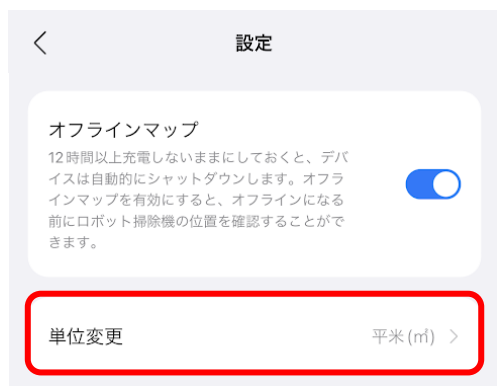 設定
オフラインマップ
12時間以上充電しないままにしておくと、デバ
イスは自動的にシャットダウンします。オフラ
インマップを有効にすると、オフラインになる
前にロボット掃除機の位置を確認することがで
きます。
単位変更 平米(㎡)